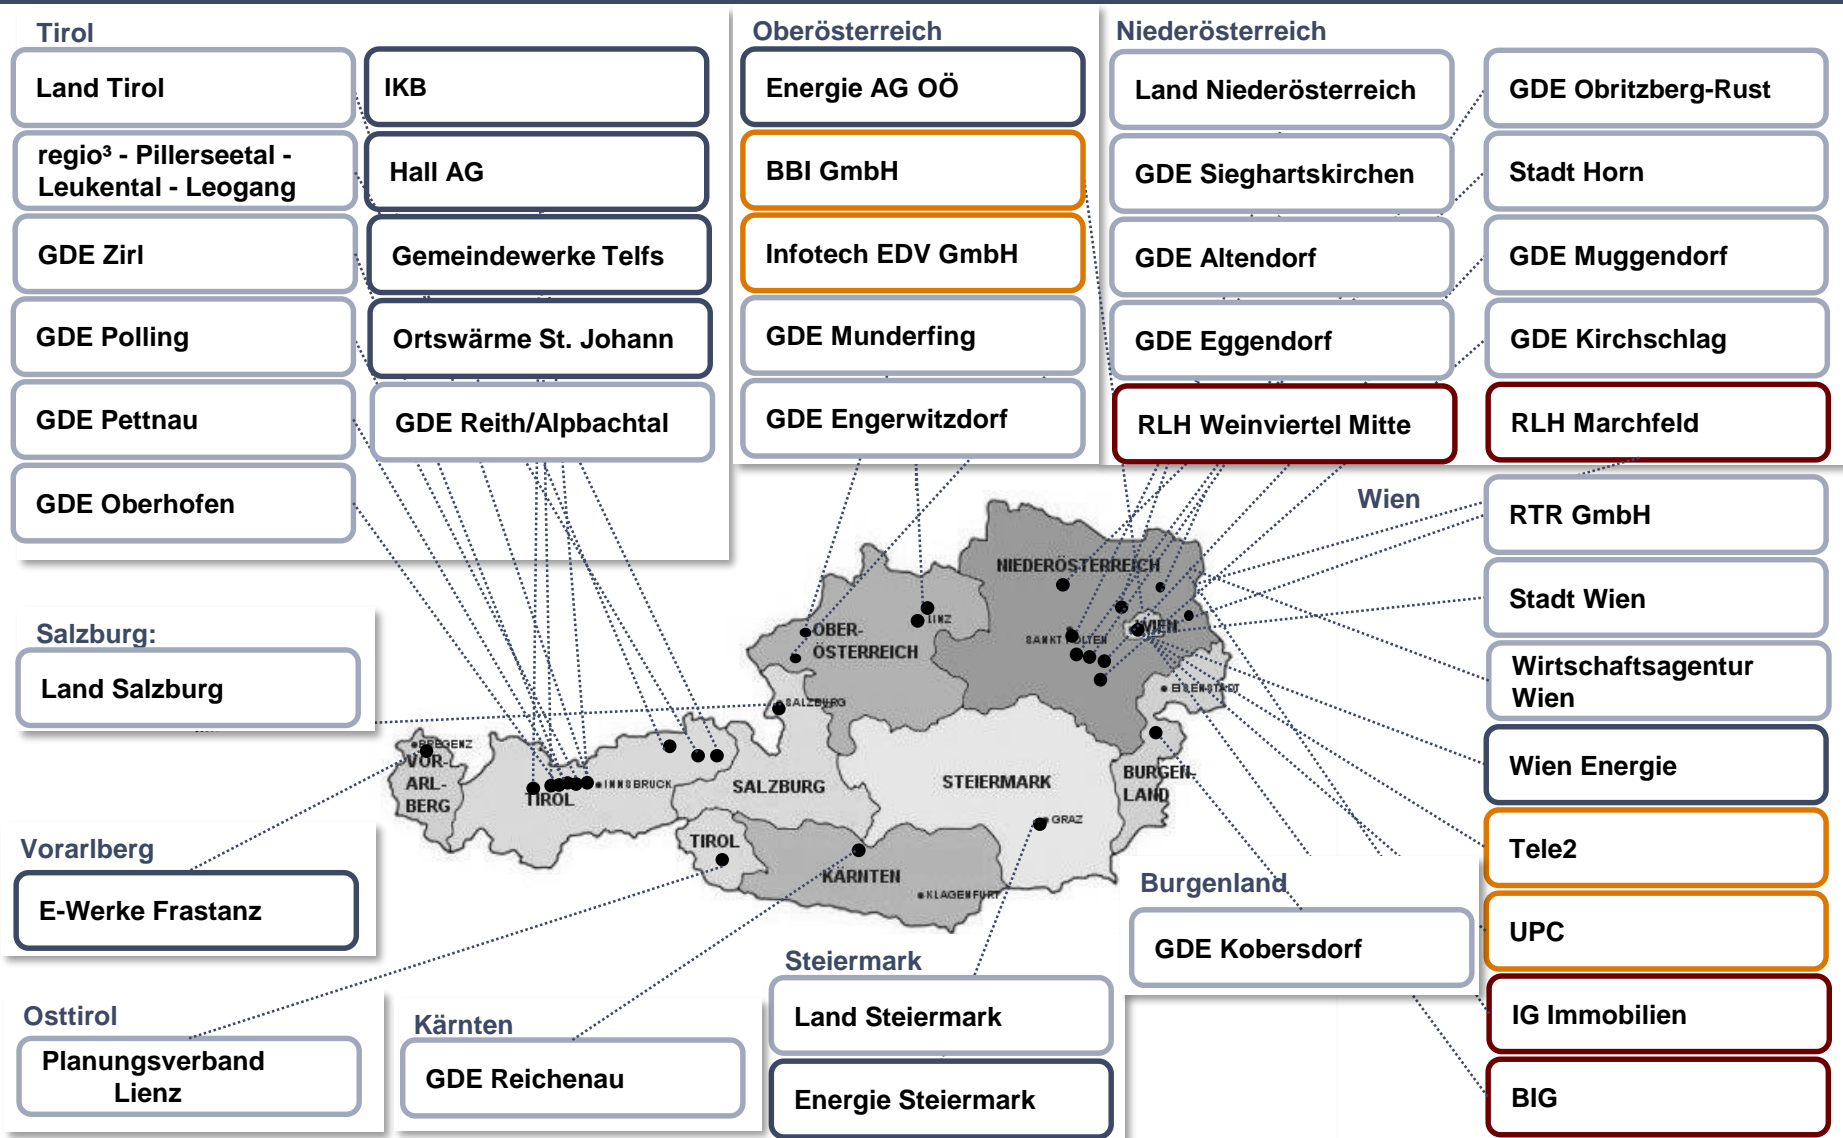 Tirol
Land Tirol
regio³ - Pillerseetal -
Leukental - Leogang
GDE Zirl
GDE Polling
GDE Pettnau
GDE Oberhofen
IKB
Hall AG
Gemeindewerke Telfs
Ortswärme St. Johann
GDE Reith/Alpbachtal
Oberösterreich
Energie AG OÖ
BBI GmbH
Infotech EDV GmbH
GDE Munderfing
GDE Engerwitzdorf
Niederösterreich
Land Niederösterreich
GDE Sieghartskirchen
GDE Altendorf
GDE Eggendorf
RLH Weinviertel Mitte
GDE Obritzberg-Rust
Stadt Horn
GDE Muggendorf
GDE Kirchschlag
RLH Marchfeld
Wien
RTR GmbH
Stadt Wien
Wirtschaftsagentur
Wien
Wien Energie
Tele2
UPC
IG Immobilien
BIG
Salzburg:
Land Salzburg
Vorarlberg
E-Werke Frastanz
Osttirol
Planungsverband
Lienz
Kärnten
GDE Reichenau
Steiermark
Land Steiermark
Energie Steiermark
Burgenland
GDE Kobersdorf
NIEDERÖSTERREICH
LINZ
OBER-
ÖSTERREICH
SANKT PÖLTEN
WIEN
EISENSTADT
SALZBURG
BREGENZ
VOR-
ARL-
BERG
TIROL
INNSBRUCK
SALZBURG
STEIERMARK
BURGEN-
LAND
GRAZ
TIROL
KÄRNTEN
KLAGENFURT